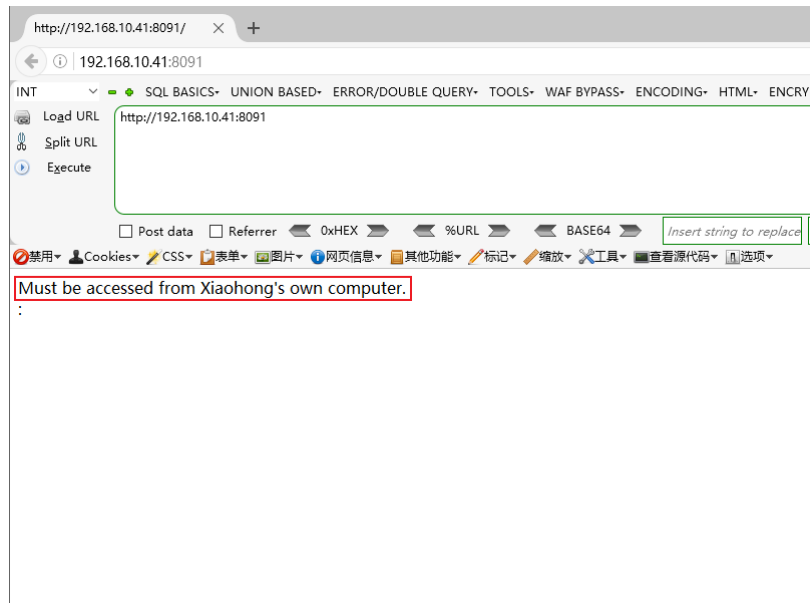 http://192.168.10.41:8091/
192.168.10.41:8091
INT SQL BASICS UNION BASED ERROR/DOUBLE QUERY TOOLS WAF BYPASS ENCODING HTML ENCRY
Load URL http://192.168.10.41:8091
Split URL
Execute
Post data Referrer 0xHEX %URL BASE64 Insert string to replace
禁用 Cookies CSS 表单 图片 网页信息 其他功能 标记 缩放 工具 查看源代码 选项
Must be accessed from Xiaohong's own computer.
: